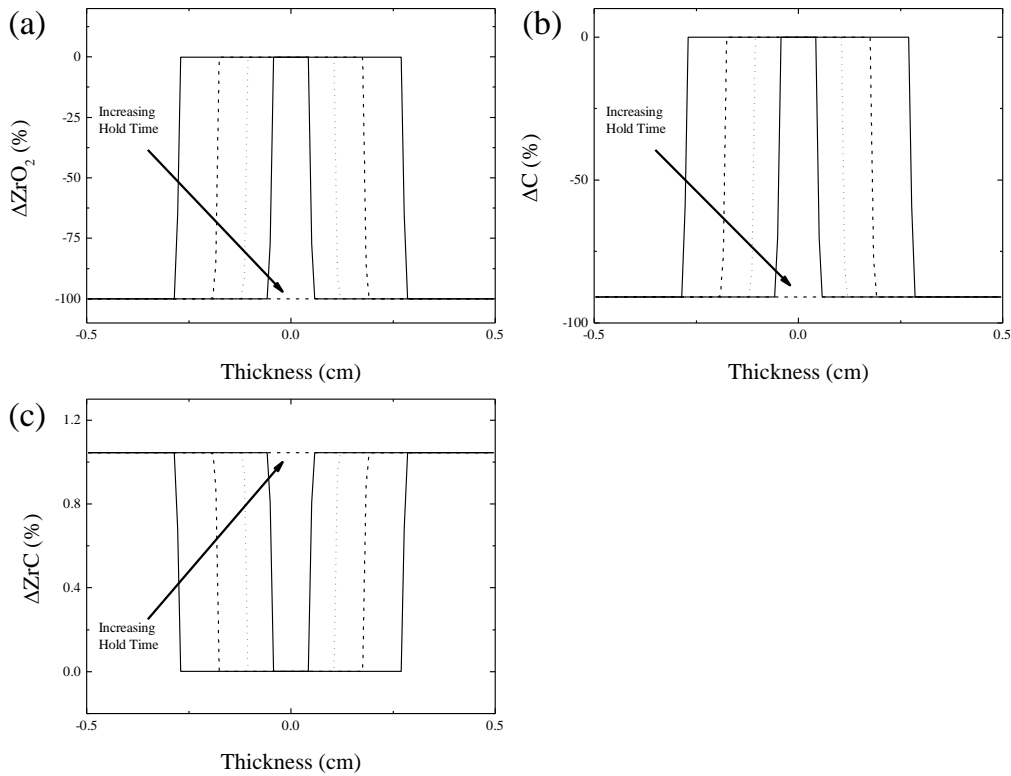 (a)
0
-25
-50
-75
-100
ΔZrO2 (%)
Increasing
Hold Time
-0.5
0.0
0.5
Thickness (cm)
(b)
0
-50
-100
ΔC (%)
Increasing
Hold Time
-0.5
0.0
0.5
Thickness (cm)
(c)
1.2
0.8
0.4
0.0
ΔZrC (%)
Increasing
Hold Time
-0.5
0.0
0.5
Thickness (cm)